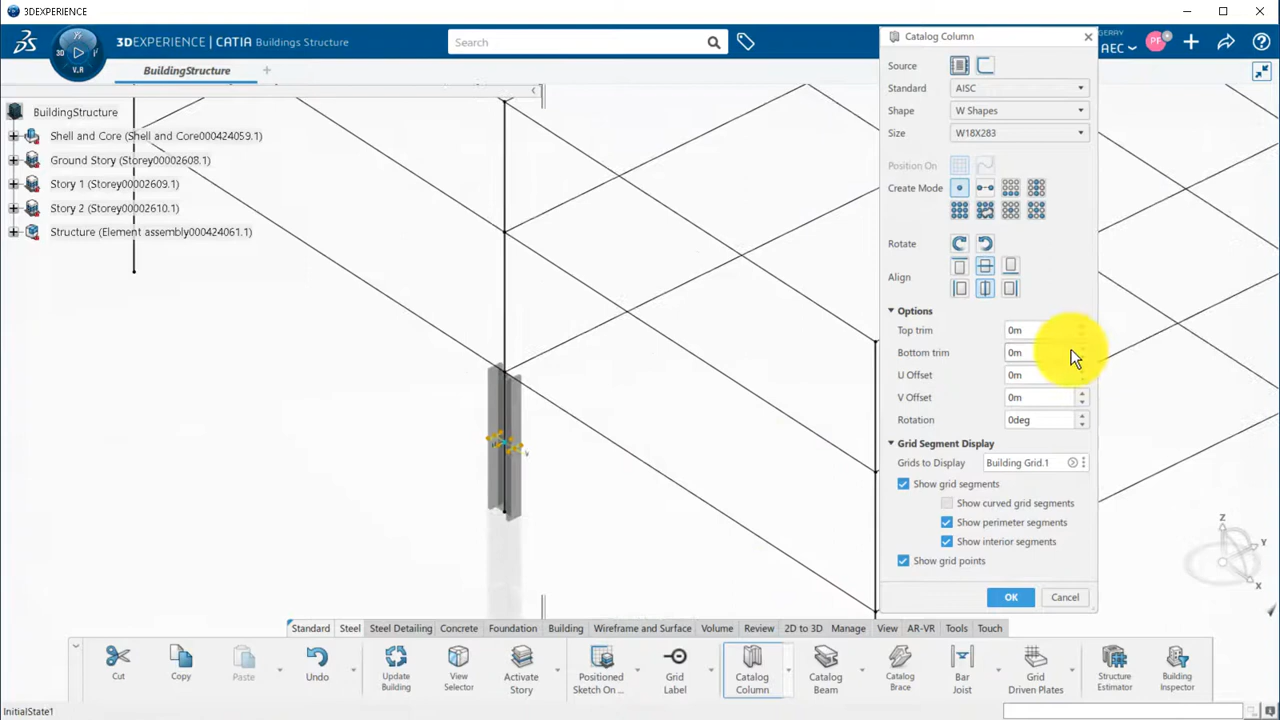 3DEXPERIENCE
3DEXPERIENCE | CATIA Buildings Structure
Search
GERRY
AEC
PF
3D
V.R
BuildingStructure
BuildingStructure
Shell and Core (Shell and Core000424059.1)
Ground Story (Storey00002608.1)
Story 1 (Storey00002609.1)
Story 2 (Storey00002610.1)
Structure (Element assembly000424061.1)
Catalog Column
Source
Standard AISC
Shape W Shapes
Size W18X283
Position On
Create Mode
Rotate
Align
Options
Top trim 0m
Bottom trim 0m
U Offset 0m
V Offset 0m
Rotation 0deg
Grid Segment Display
Grids to Display Building Grid.1
Show grid segments
Show curved grid segments
Show perimeter segments
Show interior segments
Show grid points
OK Cancel
Z
Y
X
Standard Steel Steel Detailing Concrete Foundation Building Wireframe and Surface Volume Review 2D to 3D Manage View AR-VR Tools Touch
Cut Copy Paste Undo Update Building View Selector Activate Story Positioned Sketch On ... Grid Label Catalog Column Catalog Beam Catalog Brace Bar Joist Grid Driven Plates Structure Estimator Building Inspector
InitialState1